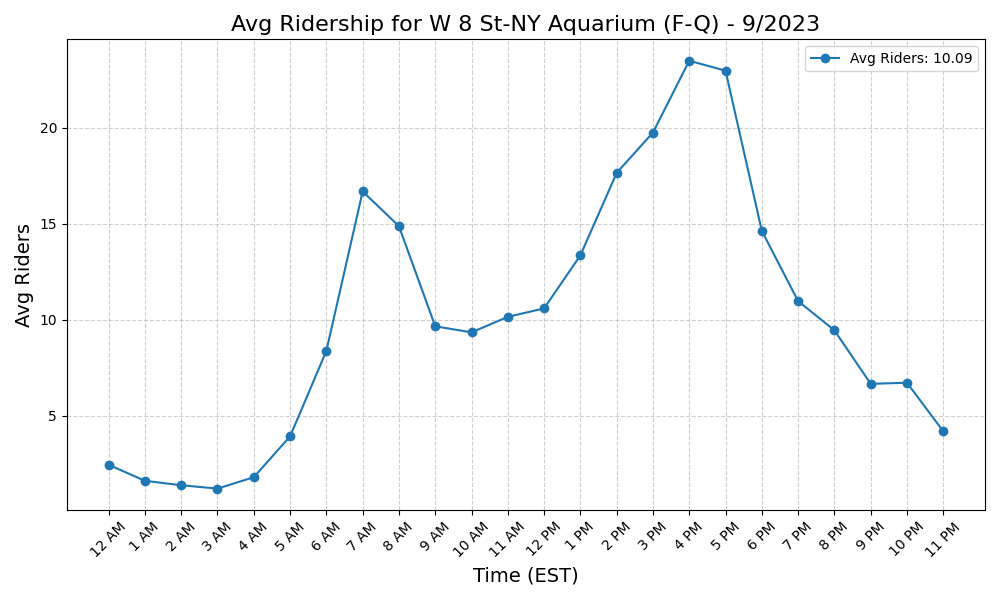 Avg Ridership for W 8 St-NY Aquarium (F-Q) - 9/2023
Avg Riders: 10.09
Avg Riders
20
15
10
5
12 AM
1 AM
2 AM
3 AM
4 AM
5 AM
6 AM
7 AM
8 AM
9 AM
10 AM
11 AM
12 PM
1 PM
2 PM
3 PM
4 PM
5 PM
6 PM
7 PM
8 PM
9 PM
10 PM
11 PM
Time (EST)